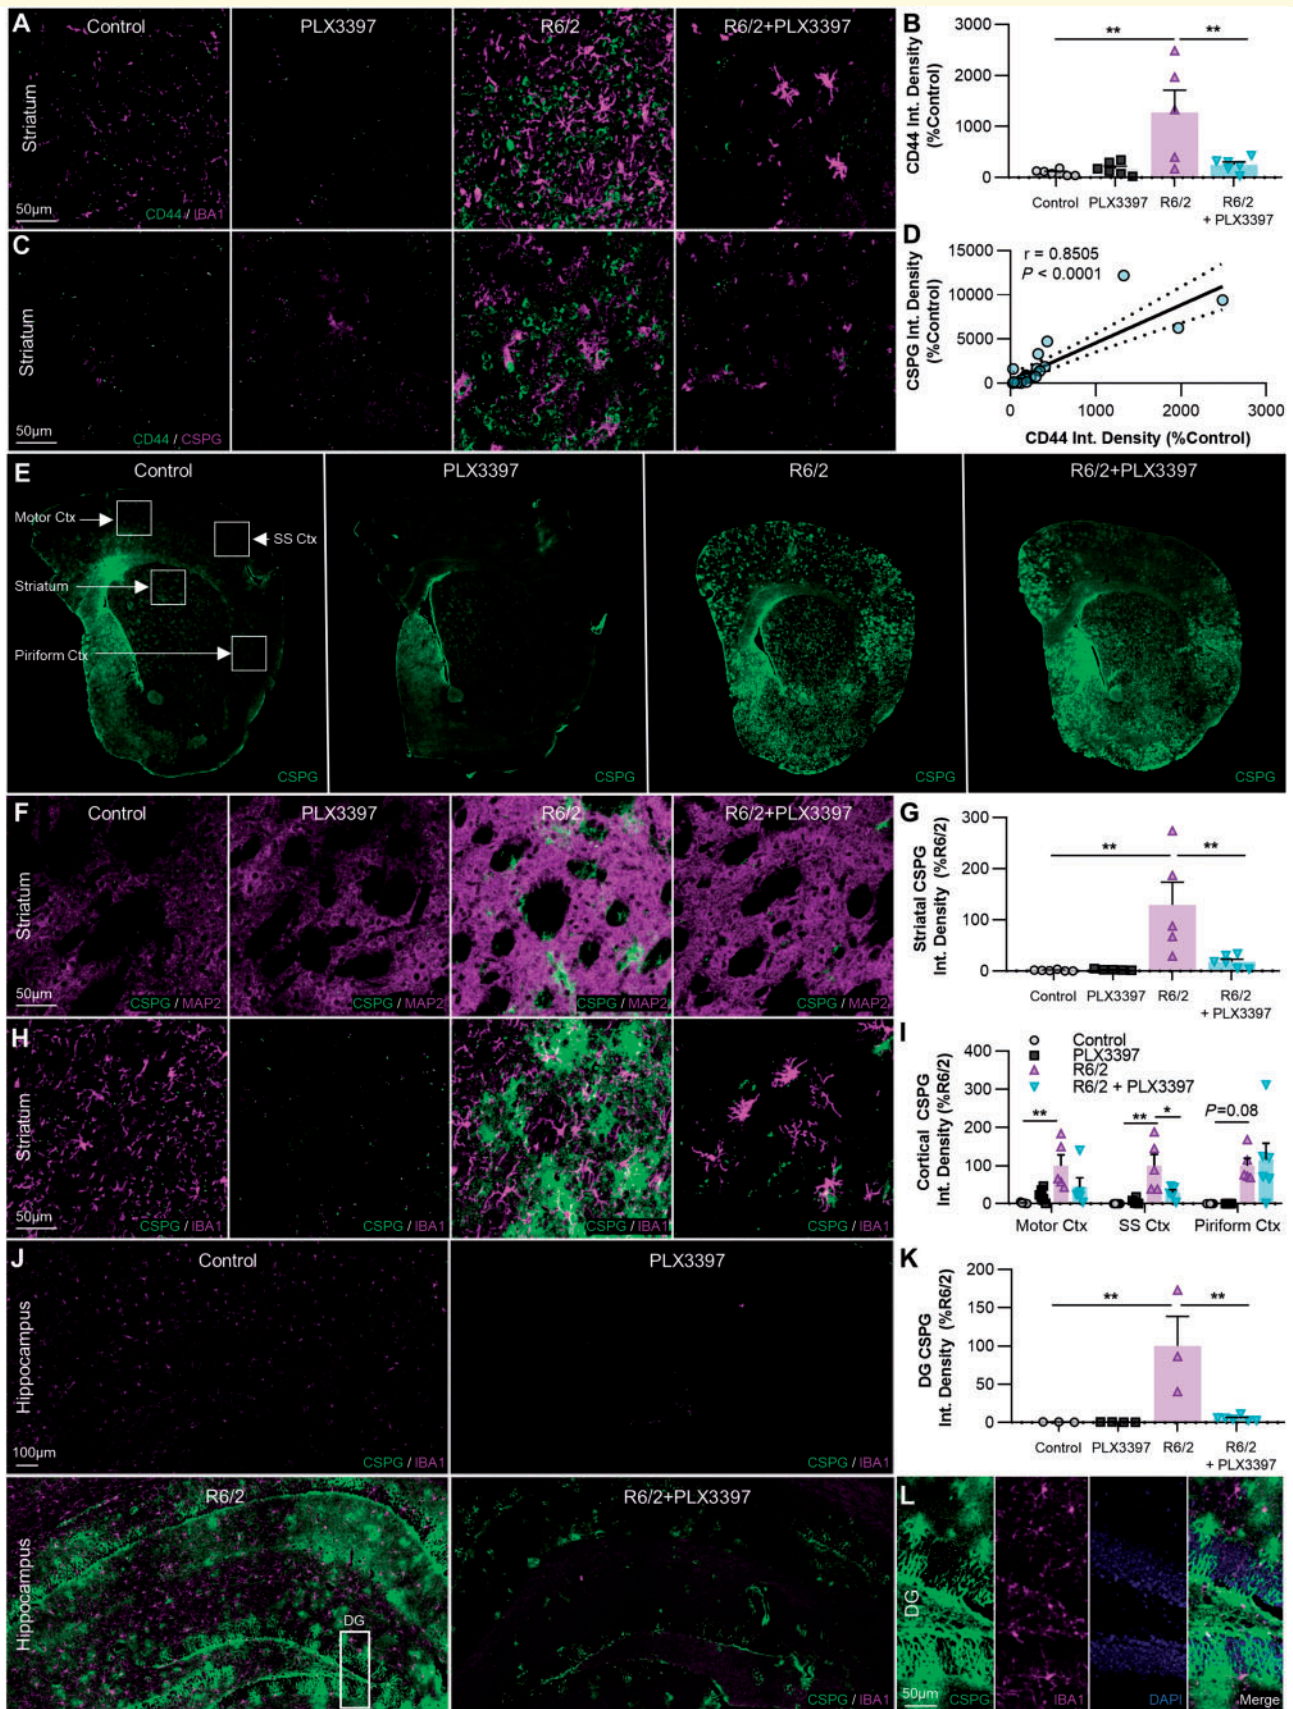 A
Control
PLX3397
R6/2
R6/2+PLX3397
Striatum
50µm
CD44 / IBA1
B
CD44 Int. Density
(%Control)
3000
2000
1000
0
**
**
Control
PLX3397
R6/2
R6/2
+ PLX3397
C
Striatum
50µm
CD44 / CSPG
D
CSPG Int. Density
(%Control)
15000
10000
5000
0
r = 0.8505
P < 0.0001
0
1000
2000
3000
CD44 Int. Density (%Control)
E
Control
PLX3397
R6/2
R6/2+PLX3397
Motor Ctx
SS Ctx
Striatum
Piriform Ctx
CSPG
CSPG
CSPG
CSPG
F
Control
PLX3397
R6/2
R6/2+PLX3397
Striatum
50µm
CSPG / MAP2
CSPG / MAP2
CSPG / MAP2
CSPG / MAP2
G
Striatal CSPG
Int. Density (%R6/2)
300
200
100
0
**
**
Control
PLX3397
R6/2
R6/2
+ PLX3397
H
Striatum
50µm
CSPG / IBA1
CSPG / IBA1
CSPG / IBA1
CSPG / IBA1
I
Cortical CSPG
Int. Density (%R6/2)
400
300
200
100
0
Control
PLX3397
R6/2
R6/2 + PLX3397
**
**
*
P=0.08
Motor Ctx
SS Ctx
Piriform Ctx
J
Control
PLX3397
Hippocampus
100µm
CSPG / IBA1
CSPG / IBA1
R6/2
R6/2+PLX3397
Hippocampus
DG
CSPG / IBA1
K
DG CSPG
Int. Density (%R6/2)
200
150
100
50
0
**
**
Control
PLX3397
R6/2
R6/2
+ PLX3397
L
DG
50µm
CSPG
IBA1
DAPI
Merge